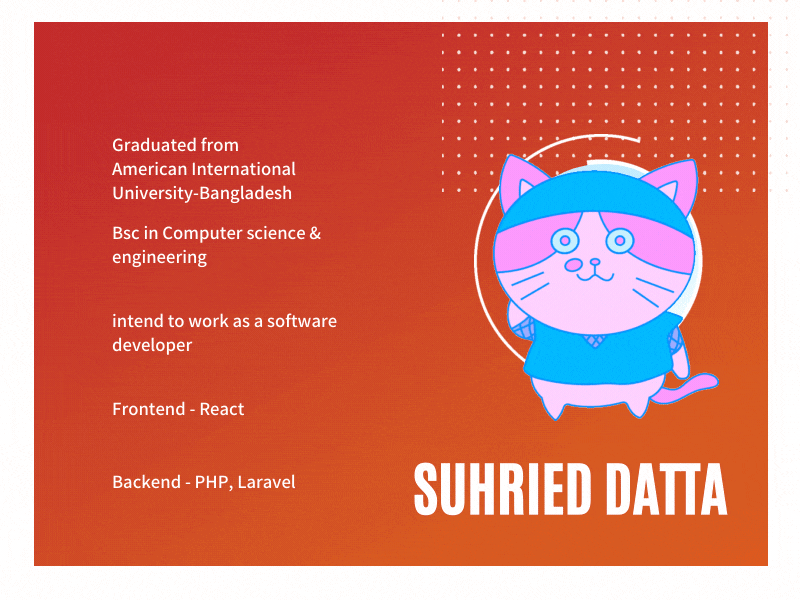 Graduated from
American International
University-Bangladesh
Bsc in Computer science &
engineering
intend to work as a software
developer
Frontend - React
Backend - PHP, Laravel
SUHRIED DATTA